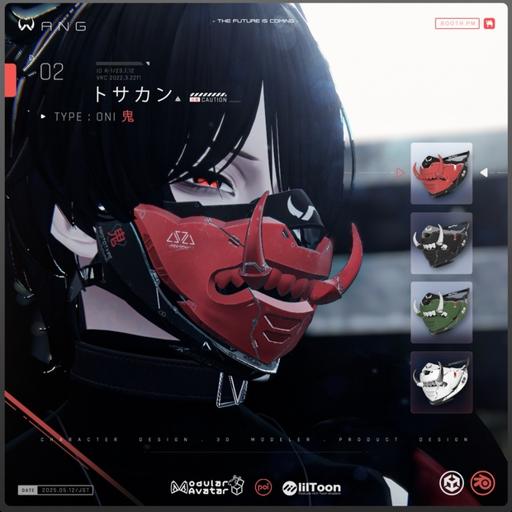 WANG
- THE FUTURE IS COMING -
BOOTH.PM
02
トサカン
CAUTION
TYPE : ONI 鬼
鬼
CHARACTER DESIGN . 3D MODELER . PRODUCT DESIGN
DATE 2025.05.12/JST
Modular Avatar
poi
lilToon